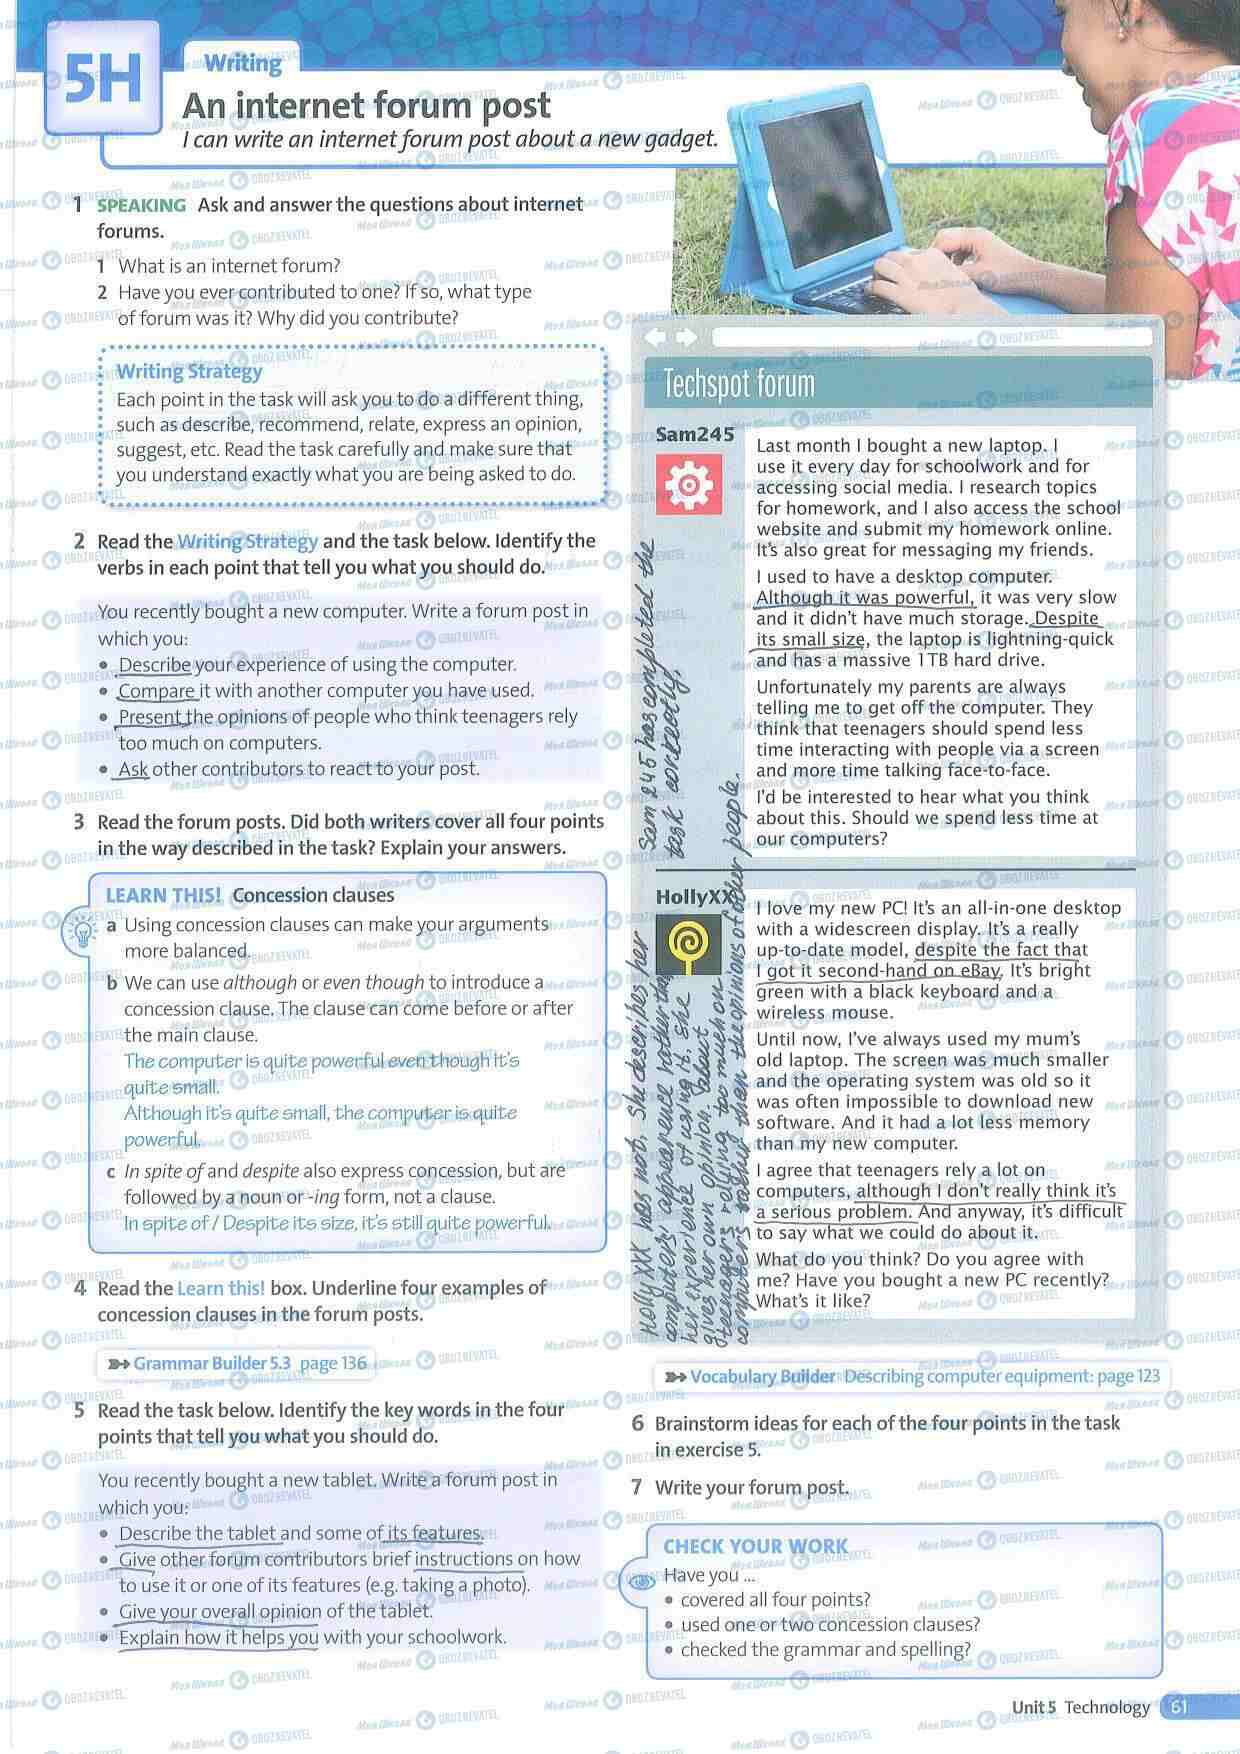 5H
Writing
An internet forum post
I can write an internet forum post about a new gadget.
1 SPEAKING Ask and answer the questions about internet
forums.
1 What is an internet forum?
2 Have you ever contributed to one? If so, what type
of forum was it? Why did you contribute?
Writing Strategy
Each point in the task will ask you to do a different thing,
such as describe, recommend, relate, express an opinion,
suggest, etc. Read the task carefully and make sure that
you understand exactly what you are being asked to do.
2 Read the Writing Strategy and the task below. Identify the
verbs in each point that tell you what you should do.
You recently bought a new computer. Write a forum post in
which you:
• Describe your experience of using the computer.
• Compare it with another computer you have used.
• Present the opinions of people who think teenagers rely
too much on computers.
• Ask other contributors to react to your post.
3 Read the forum posts. Did both writers cover all four points
in the way described in the task? Explain your answers.
LEARN THIS! Concession clauses
a Using concession clauses can make your arguments
more balanced.
b We can use although or even though to introduce a
concession clause. The clause can come before or after
the main clause.
The computer is quite powerful even though it's
quite small.
Although it's quite small, the computer is quite
powerful.
c In spite of and despite also express concession, but are
followed by a noun or -ing form, not a clause.
In spite of / Despite its size, it's still quite powerful.
4 Read the Learn this! box. Underline four examples of
concession clauses in the forum posts.
Grammar Builder 5.3 page 136
5 Read the task below. Identify the key words in the four
points that tell you what you should do.
You recently bought a new tablet. Write a forum post in
which you:
• Describe the tablet and some of its features.
• Give other forum contributors brief instructions on how
to use it or one of its features (e.g. taking a photo).
• Give your overall opinion of the tablet.
• Explain how it helps you with your schoolwork.
Techspot forum
Sam245
Last month I bought a new laptop. I
use it every day for schoolwork and for
accessing social media. I research topics
for homework, and I also access the school
website and submit my homework online.
It's also great for messaging my friends.
I used to have a desktop computer.
Although it was powerful, it was very slow
and it didn't have much storage. Despite
its small size, the laptop is lightning-quick
and has a massive 1TB hard drive.
Unfortunately my parents are always
telling me to get off the computer. They
think that teenagers should spend less
time interacting with people via a screen
and more time talking face-to-face.
I'd be interested to hear what you think
about this. Should we spend less time at
our computers?
Sam 245 has completed the
task correctly.
HollyXX
I love my new PC! It's an all-in-one desktop
with a widescreen display. It's a really
up-to-date model, despite the fact that
I got it second-hand on eBay. It's bright
green with a black keyboard and a
wireless mouse.
Until now, I've always used my mum's
old laptop. The screen was much smaller
and the operating system was old so it
was often impossible to download new
software. And it had a lot less memory
than my new computer.
I agree that teenagers rely a lot on
computers, although I don't really think it's
a serious problem. And anyway, it's difficult
to say what we could do about it.
What do you think? Do you agree with
me? Have you bought a new PC recently?
What's it like?
Holly XX has not. She describes her
computer's appearence rather than
her experience of using it. She
gives her own opinion about
teenagers relying too much on
computers rather than the opinions of other people.
Vocabulary Builder Describing computer equipment: page 123
6 Brainstorm ideas for each of the four points in the task
in exercise 5.
7 Write your forum post.
CHECK YOUR WORK
Have you ...
• covered all four points?
• used one or two concession clauses?
• checked the grammar and spelling?
Unit 5 Technology 61
Моя Школа OBOZREVATEL